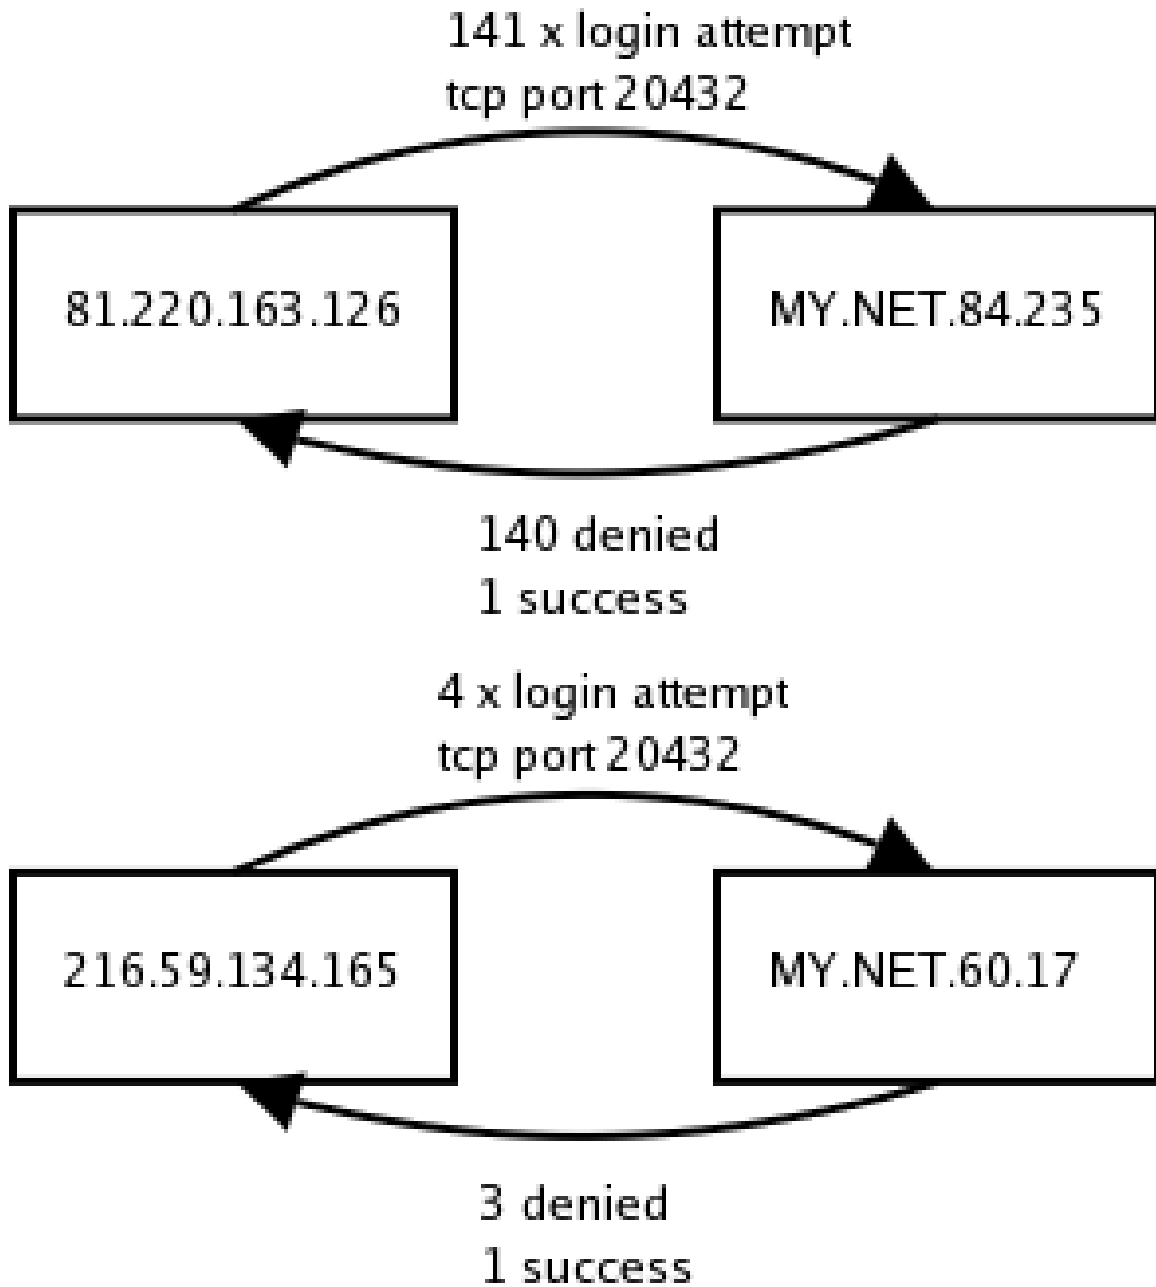 141 x login attempt
tcp port 20432
81.220.163.126
MY.NET.84.235
140 denied
1 success
4 x login attempt
tcp port 20432
216.59.134.165
MY.NET.60.17
3 denied
1 success